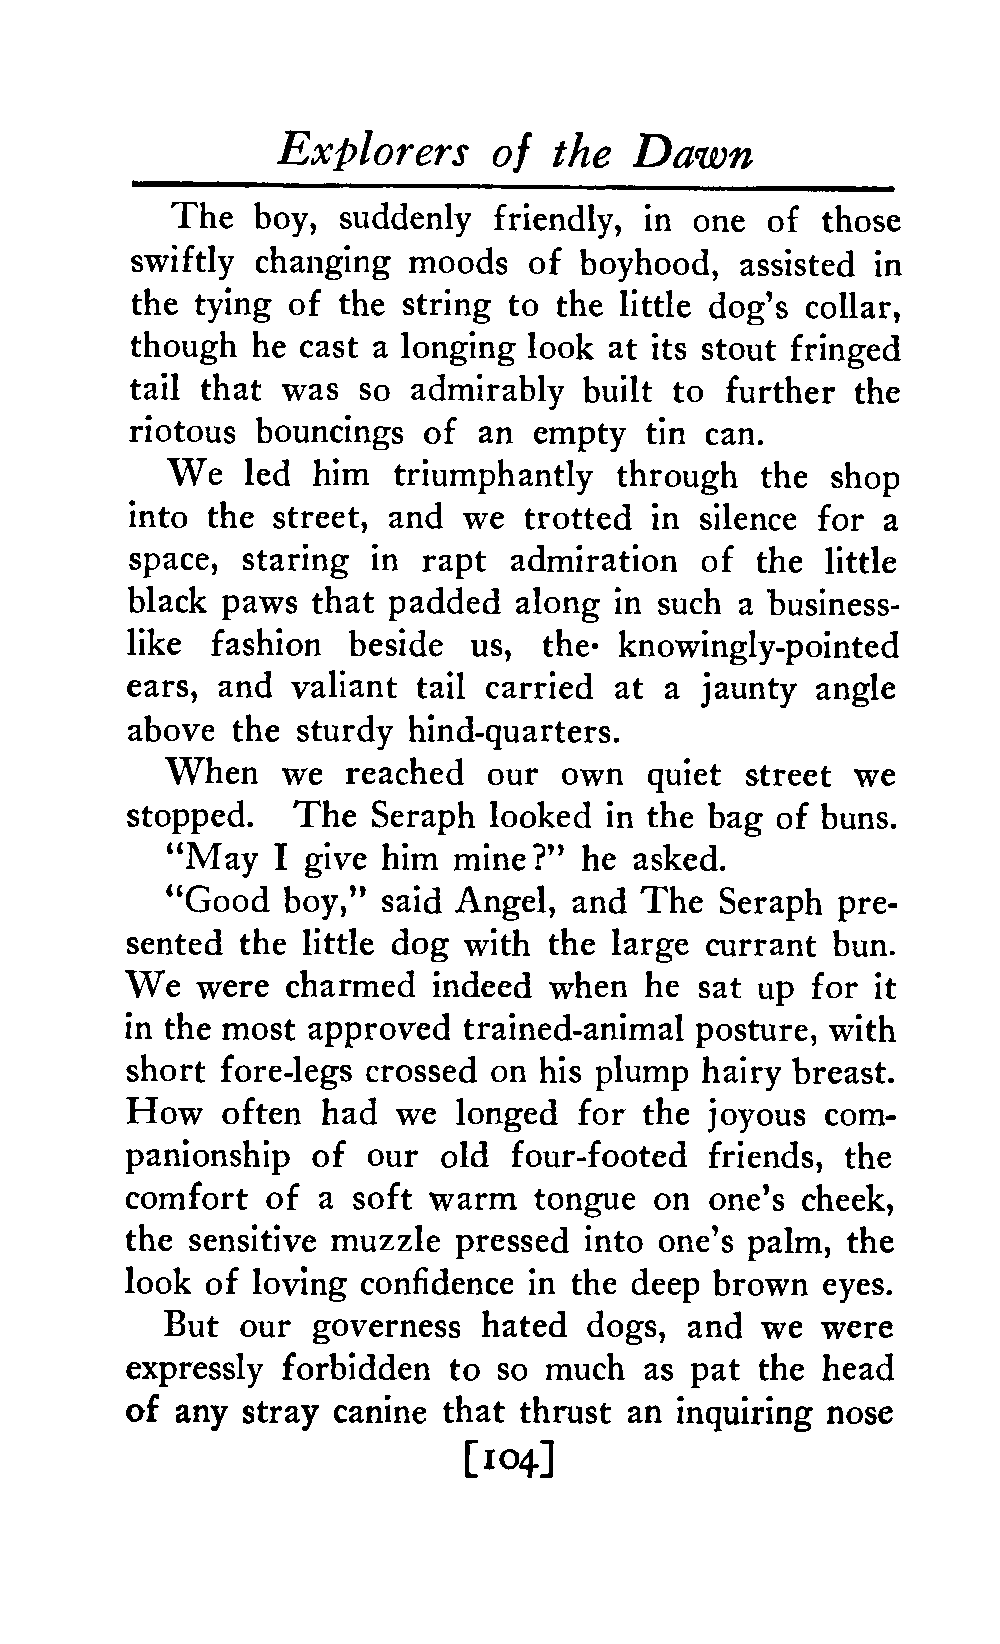 Explorers of the Dawn
The boy, suddenly friendly, in one of those
swiftly changing moods of boyhood, assisted in
the tying of the string to the little dog's collar,
though he cast a longing look at its stout fringed
tail that was so admirably built to further the
riotous bouncings of an empty tin can.
We led him triumphantly through the shop
into the street, and we trotted in silence for a
space, staring in rapt admiration of the little
black paws that padded along in such a business-
like fashion beside us, the· knowingly-pointed
ears, and valiant tail carried at a jaunty angle
above the sturdy hind-quarters.
When we reached our own quiet street we
stopped. The Seraph looked in the bag of buns.
"May I give him mine?" he asked.
"Good boy," said Angel, and The Seraph pre-
sented the little dog with the large currant bun.
We were charmed indeed when he sat up for it
in the most approved trained-animal posture, with
short fore-legs crossed on his plump hairy breast.
How often had we longed for the joyous com-
panionship of our old four-footed friends, the
comfort of a soft warm tongue on one's cheek,
the sensitive muzzle pressed into one's palm, the
look of loving confidence in the deep brown eyes.
But our governess hated dogs, and we were
expressly forbidden to so much as pat the head
of any stray canine that thrust an inquiring nose
[104]